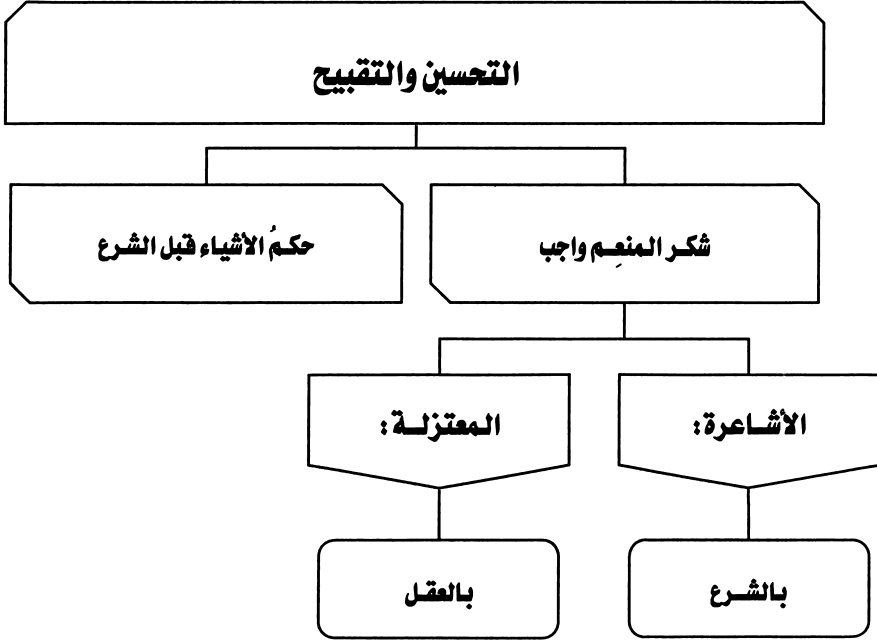 التحسين والتقبيح
شكر المنعِم واجب
حكمُ الأشياء قبل الشرع
الأشاعرة:
المعتزلة:
بالشرع
بالعقل